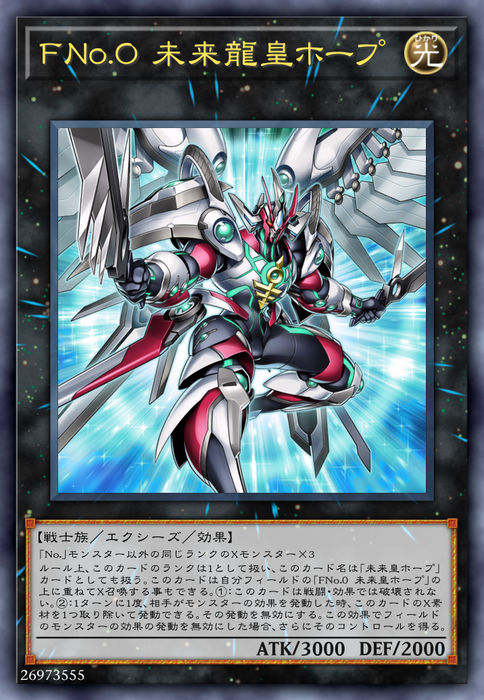 FNo.0 未来龍皇ホープ
ひかり
光
【戦士族／エクシーズ／効果】
「No.」モンスター以外の同じランクのXモンスター×3
ルール上、このカードのランクは1として扱い、このカード名は「未来皇ホープ」
カードとしても扱う。このカードは自分フィールドの「FNo.0 未来皇ホープ」の
上に重ねてX召喚する事もできる。①：このカードは戦闘・効果では破壊されな
い。②：1ターンに1度、相手がモンスターの効果を発動した時、このカードのX素
材を1つ取り除いて発動できる。その発動を無効にする。この効果でフィールド
のモンスターの効果の発動を無効にした場合、さらにそのコントロールを得る。
ATK/3000 DEF/2000
26973555